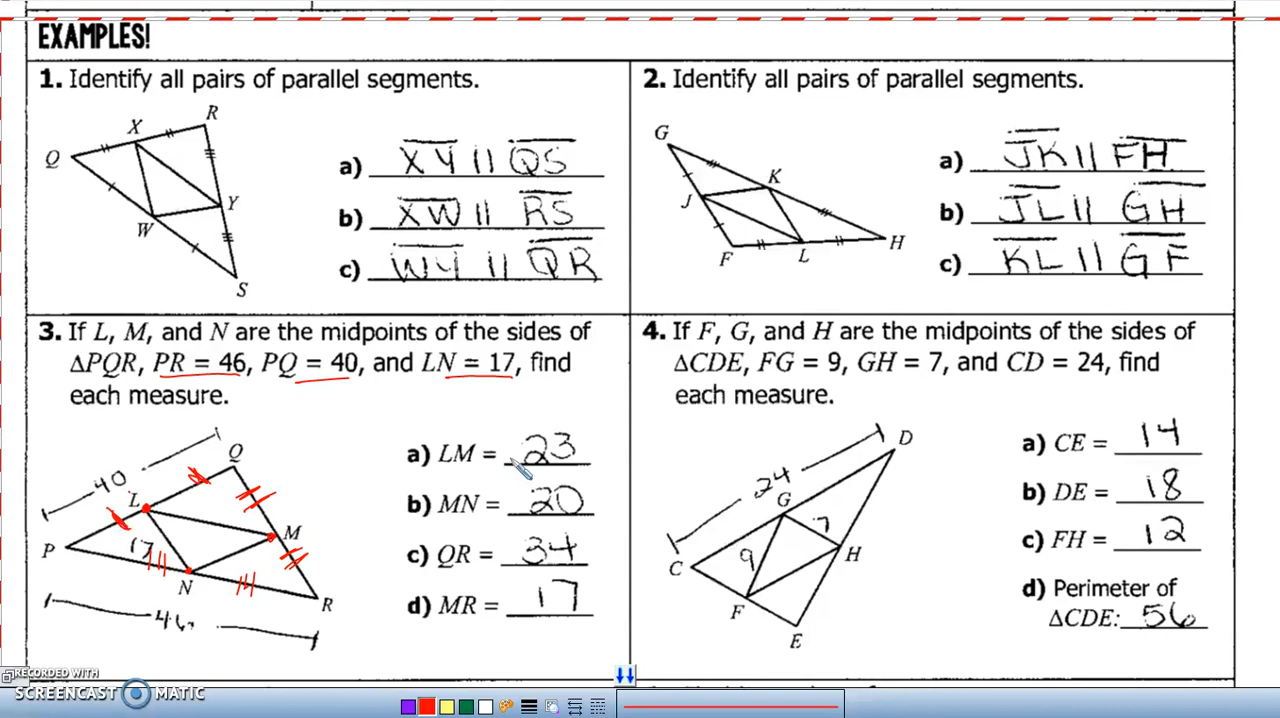 EXAMPLES!
1. Identify all pairs of parallel segments.
Q
X
R
W
Y
S
a) XY || QS
b) XW || RS
c) WY || QR
2. Identify all pairs of parallel segments.
G
K
J
F
L
H
a) JK || FH
b) JL || GH
c) KL || GF
3. If L, M, and N are the midpoints of the sides of
ΔPQR, PR = 46, PQ = 40, and LN = 17, find
each measure.
40
Q
L
M
P
17
N
R
46
a) LM = 23
b) MN = 20
c) QR = 34
d) MR = 17
4. If F, G, and H are the midpoints of the sides of
ΔCDE, FG = 9, GH = 7, and CD = 24, find
each measure.
D
24
G
7
H
9
C
F
E
a) CE = 14
b) DE = 18
c) FH = 12
d) Perimeter of
ΔCDE: 56
RECORDED WITH
SCREENCAST MATIC